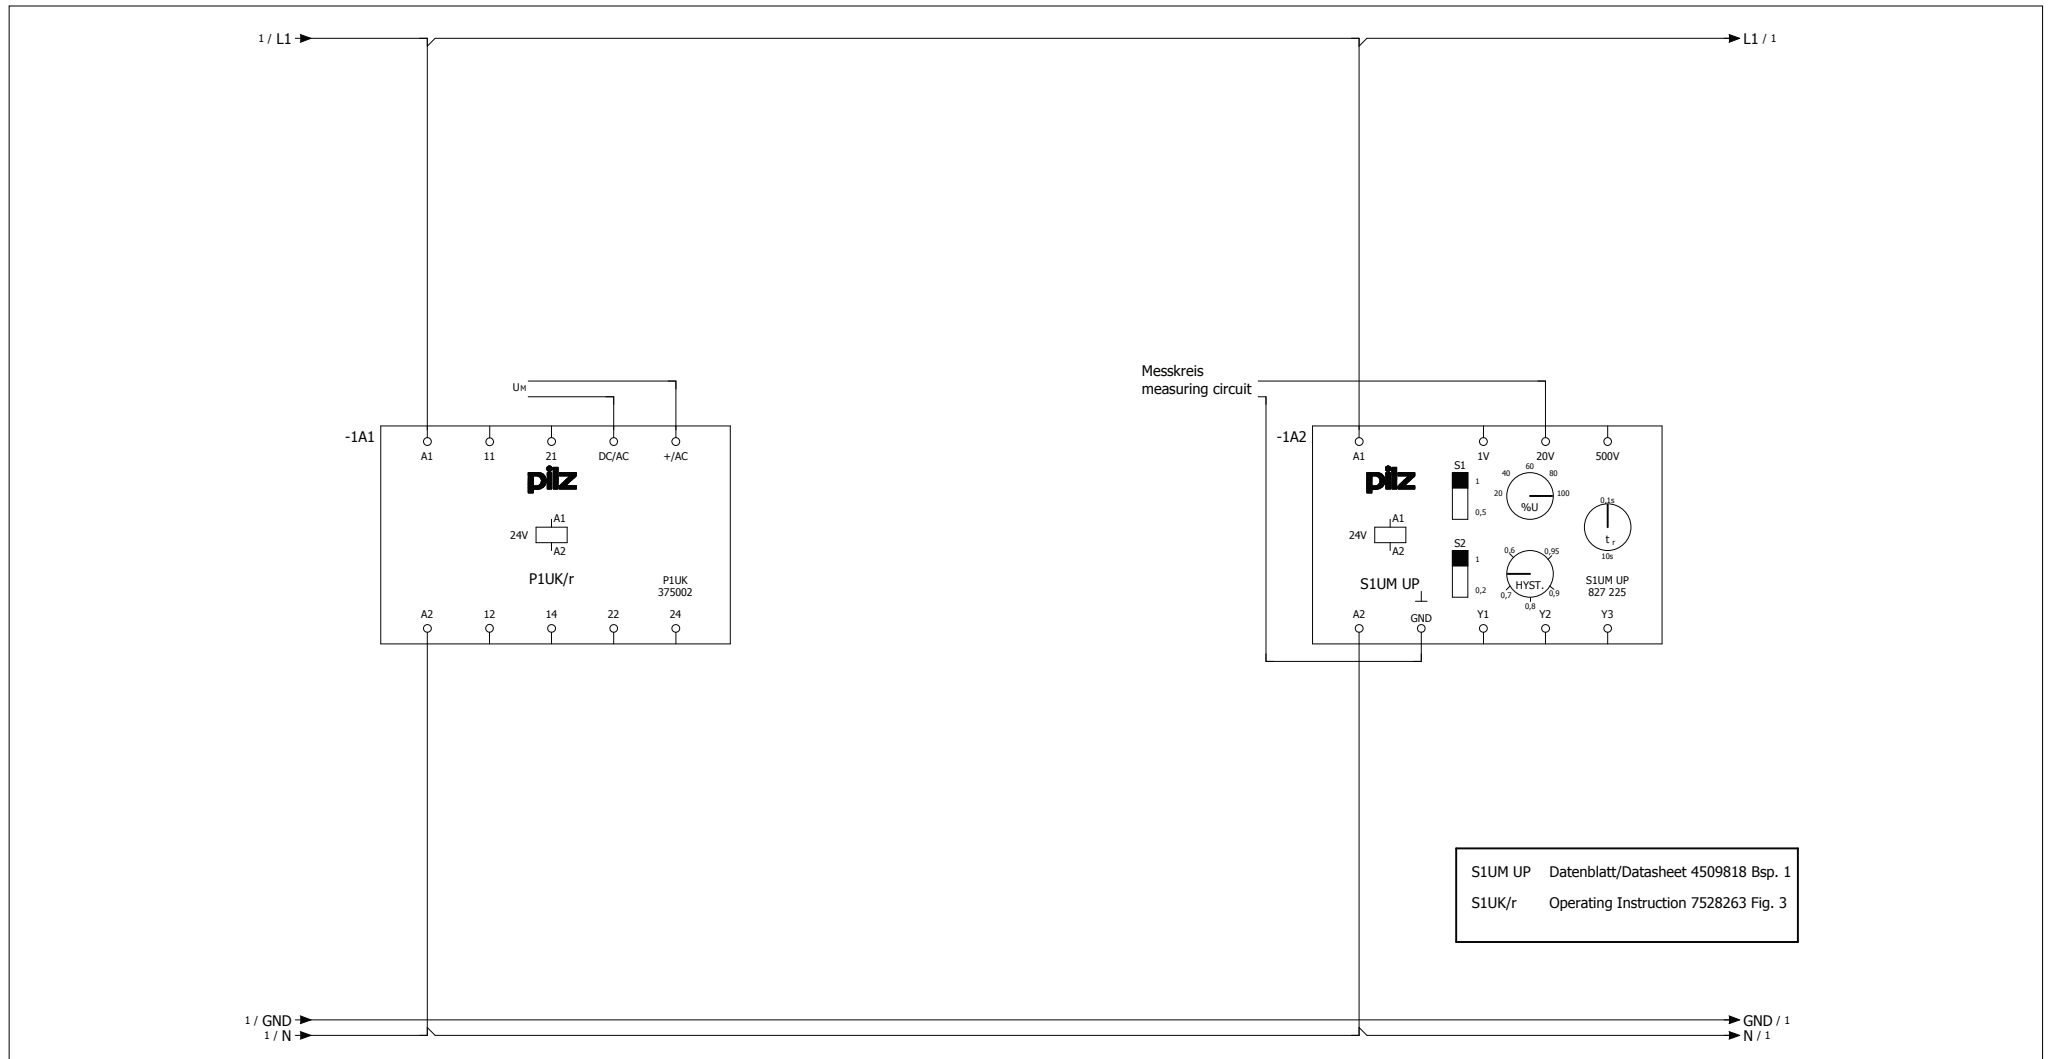 1 / L1
L1 / 1
Messkreis
measuring circuit
UM
-1A1
A1 11 21 DC/AC +/AC
pilz
A1
24V
A2
P1UK/r
P1UK
375002
A2 12 14 22 24
-1A2
A1 1V 20V 500V
pilz
S1
1
0,5
20 40 60 80 100
%U
0,1s
tr
10s
A1
24V
A2
S2
1
0,2
0,6 0,95
HYST.
0,7 0,8 0,9
S1UM UP
S1UM UP
827 225
A2 GND Y1 Y2 Y3
S1UM UP Datenblatt/Datasheet 4509818 Bsp. 1
S1UK/r Operating Instruction 7528263 Fig. 3
1 / GND
GND / 1
1 / N
N / 1